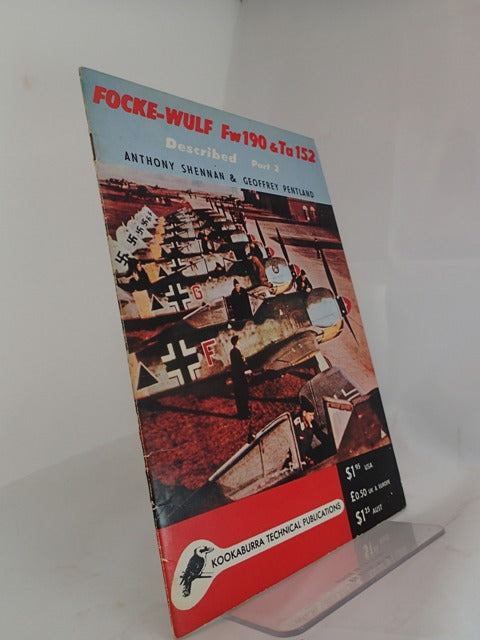 FOCKE-WULF Fw190 & Ta152
Described Part 2
ANTHONY SHENNAN & GEOFFREY PENTLAND
G
F
$1.95 USA
£0.50 UK & EUROPE
$1.25 AUST
KOOKABURRA TECHNICAL PUBLICATIONS